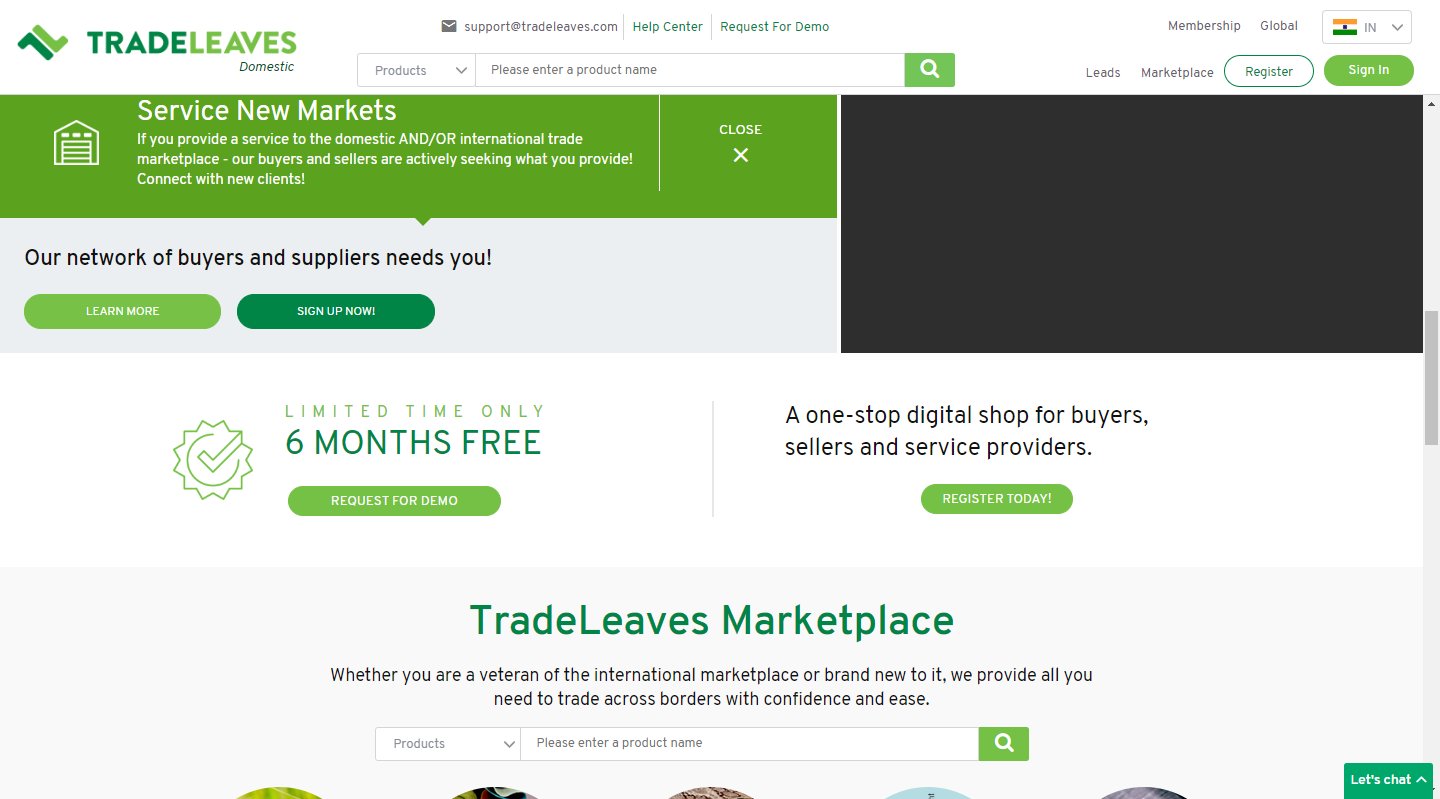 support@tradeleaves.com
Help Center
Request For Demo
Membership
Global
IN
TRADELEAVES
Domestic
Products
Please enter a product name
Leads
Marketplace
Register
Sign In
Service New Markets
If you provide a service to the domestic AND/OR international trade
marketplace - our buyers and sellers are actively seeking what you provide!
Connect with new clients!
CLOSE
Our network of buyers and suppliers needs you!
LEARN MORE
SIGN UP NOW!
LIMITED TIME ONLY
6 MONTHS FREE
REQUEST FOR DEMO
A one-stop digital shop for buyers,
sellers and service providers.
REGISTER TODAY!
TradeLeaves Marketplace
Whether you are a veteran of the international marketplace or brand new to it, we provide all you
need to trade across borders with confidence and ease.
Products
Please enter a product name
Let's chat